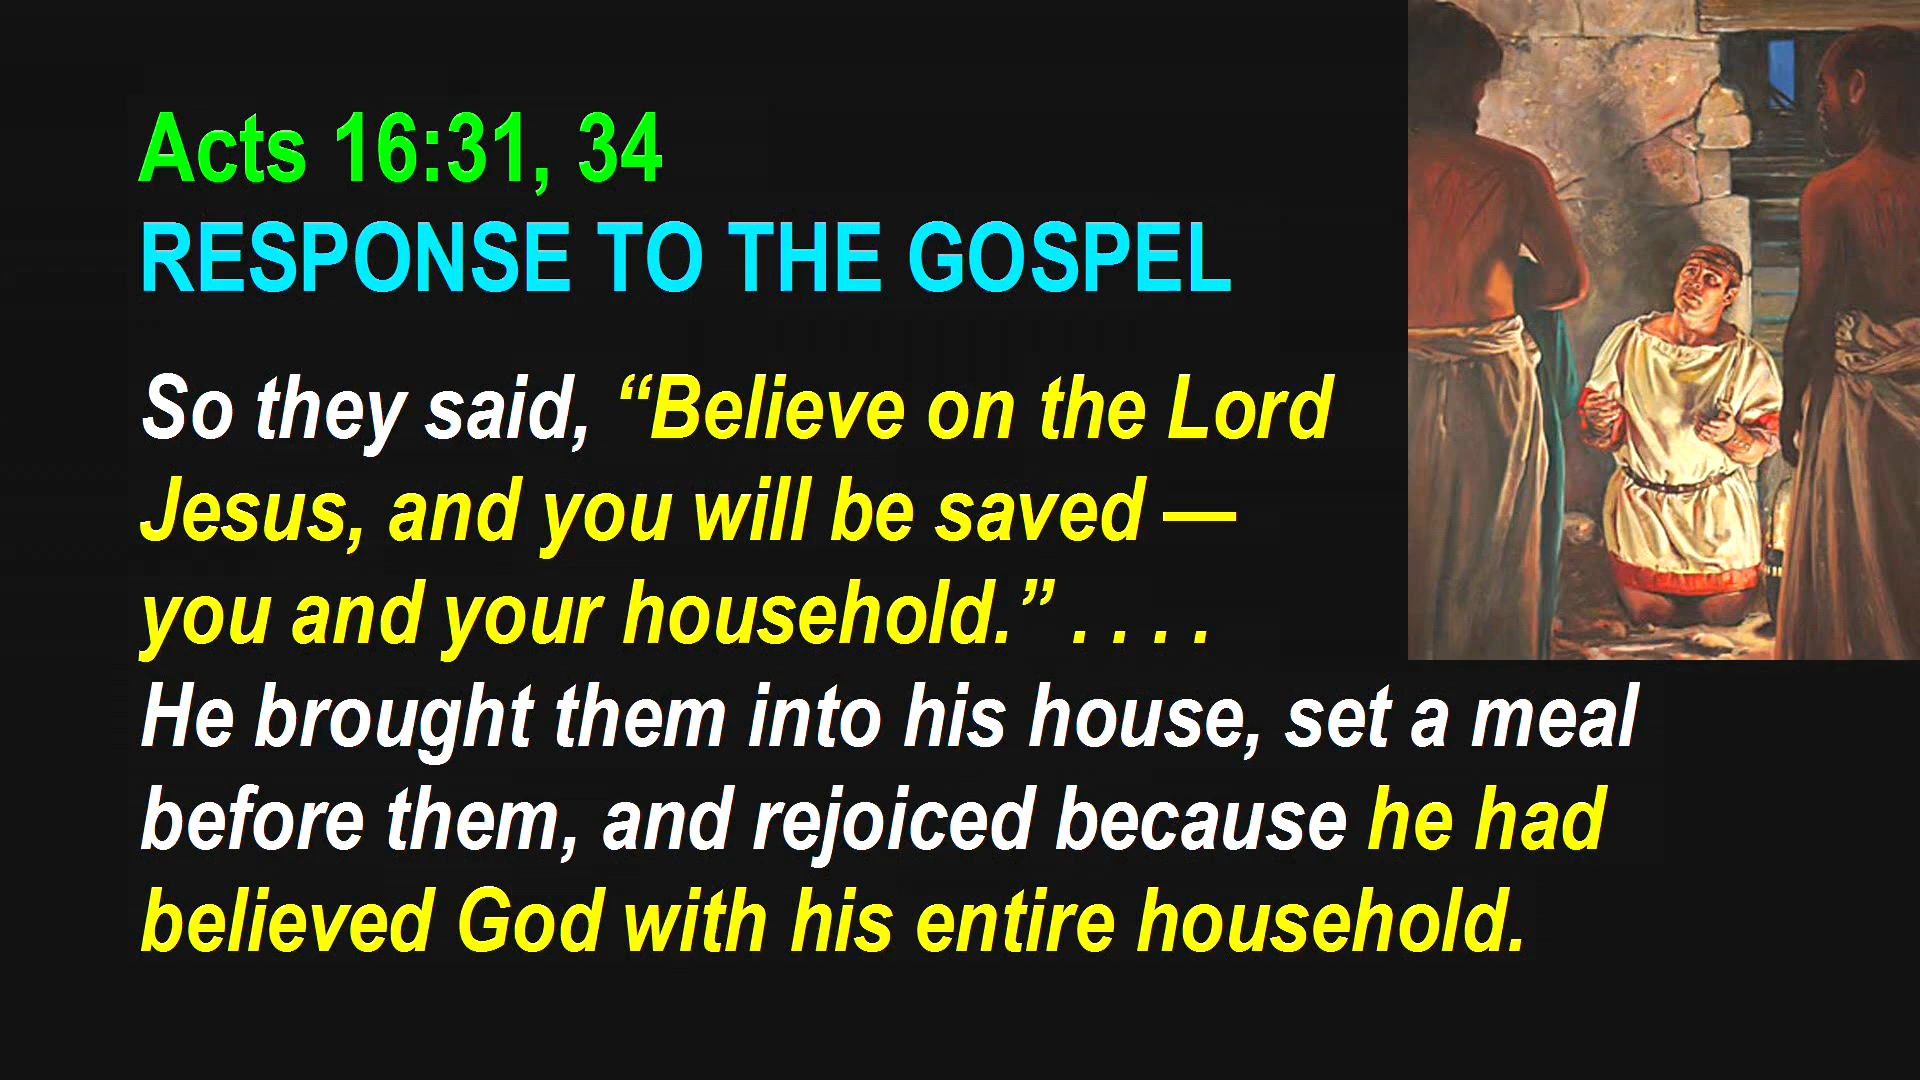 Acts 16:31, 34
RESPONSE TO THE GOSPEL
So they said, “Believe on the Lord
Jesus, and you will be saved —
you and your household.” . . . .
He brought them into his house, set a meal
before them, and rejoiced because he had
believed God with his entire household.